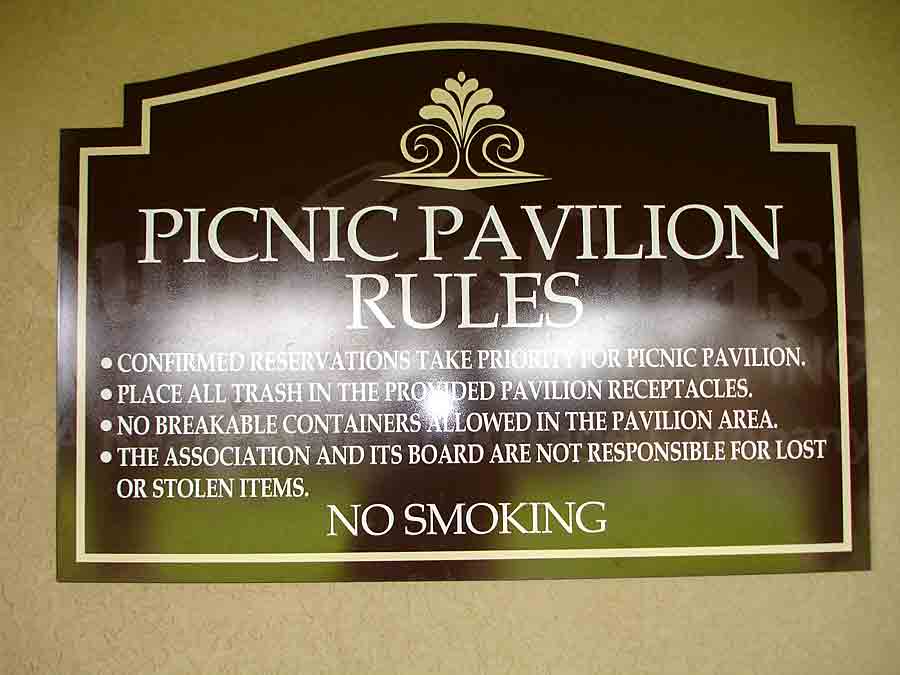 PICNIC PAVILION
RULES
• CONFIRMED RESERVATIONS TAKE PRIORITY FOR PICNIC PAVILION.
• PLACE ALL TRASH IN THE PROVIDED PAVILION RECEPTACLES.
• NO BREAKABLE CONTAINERS ALLOWED IN THE PAVILION AREA.
• THE ASSOCIATION AND ITS BOARD ARE NOT RESPONSIBLE FOR LOST
OR STOLEN ITEMS.
NO SMOKING